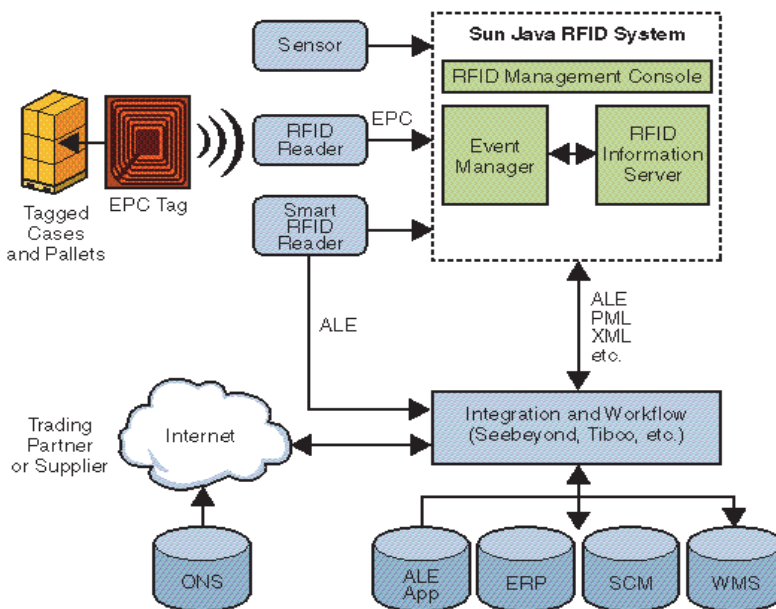 Sensor
Sun Java RFID System
RFID Management Console
RFID
Reader
EPC
Event
Manager
RFID
Information
Server
Tagged
Cases
and Pallets
EPC Tag
Smart
RFID
Reader
ALE
ALE
PML
XML
etc.
Trading
Partner
or Supplier
Internet
Integration and Workflow
(Seebeyond, Tibco, etc.)
ONS
ALE
App
ERP
SCM
WMS